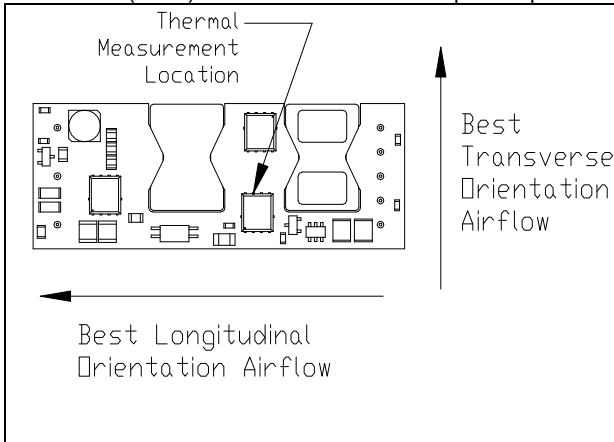 Thermal
Measurement
Location
Best
Transverse
Orientation
Airflow
Best Longitudinal
Orientation Airflow